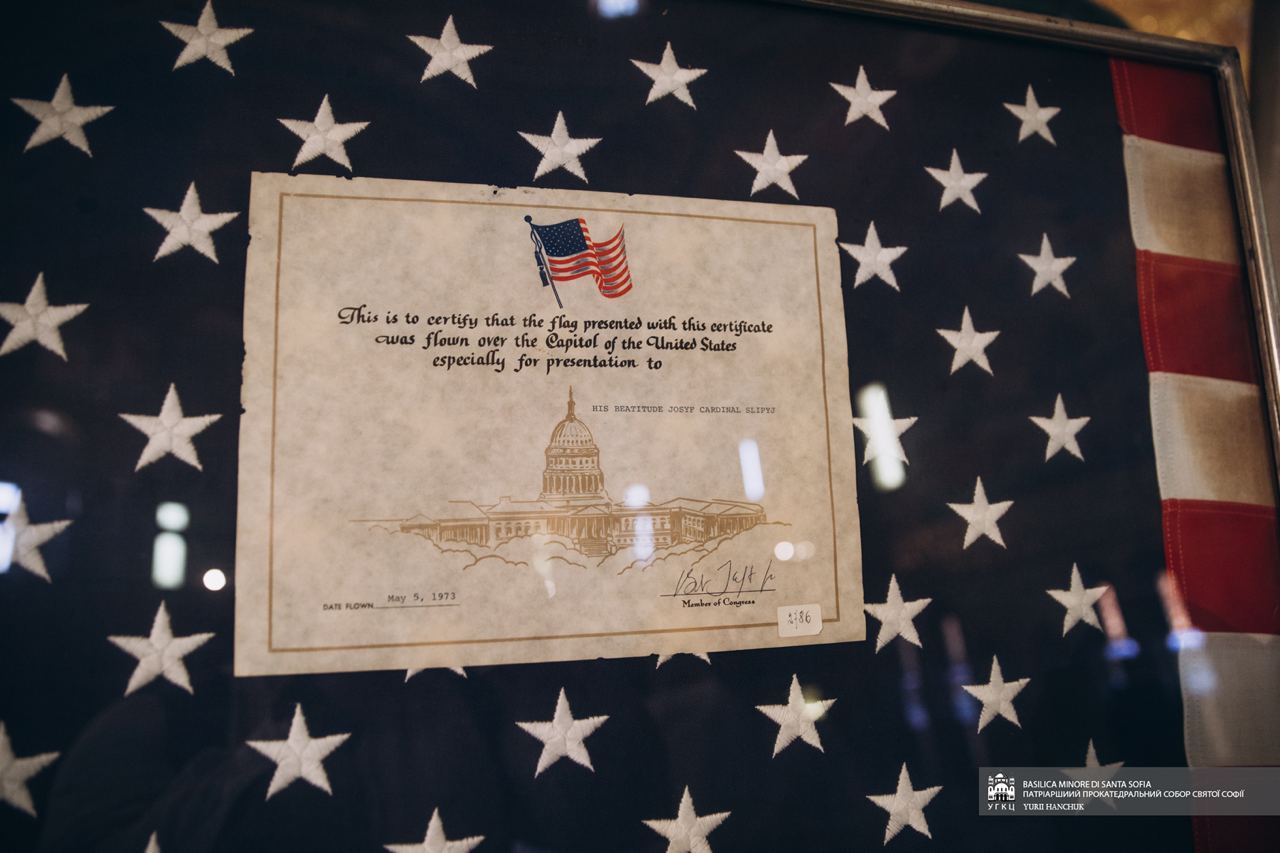 This is to certify that the flag presented with this certificate
was flown over the Capitol of the United States
especially for presentation to
HIS BEATITUDE JOSYF CARDINAL SLIPYJ
DATE FLOWN May 5, 1973
Member of Congress
BASILICA MINORE DI SANTA SOFIA
ПАТРІАРШИЙ ПРОКАТЕДРАЛЬНИЙ СОБОР СВЯТОЇ СОФІЇ
УГКЦ YURII HANCHUK